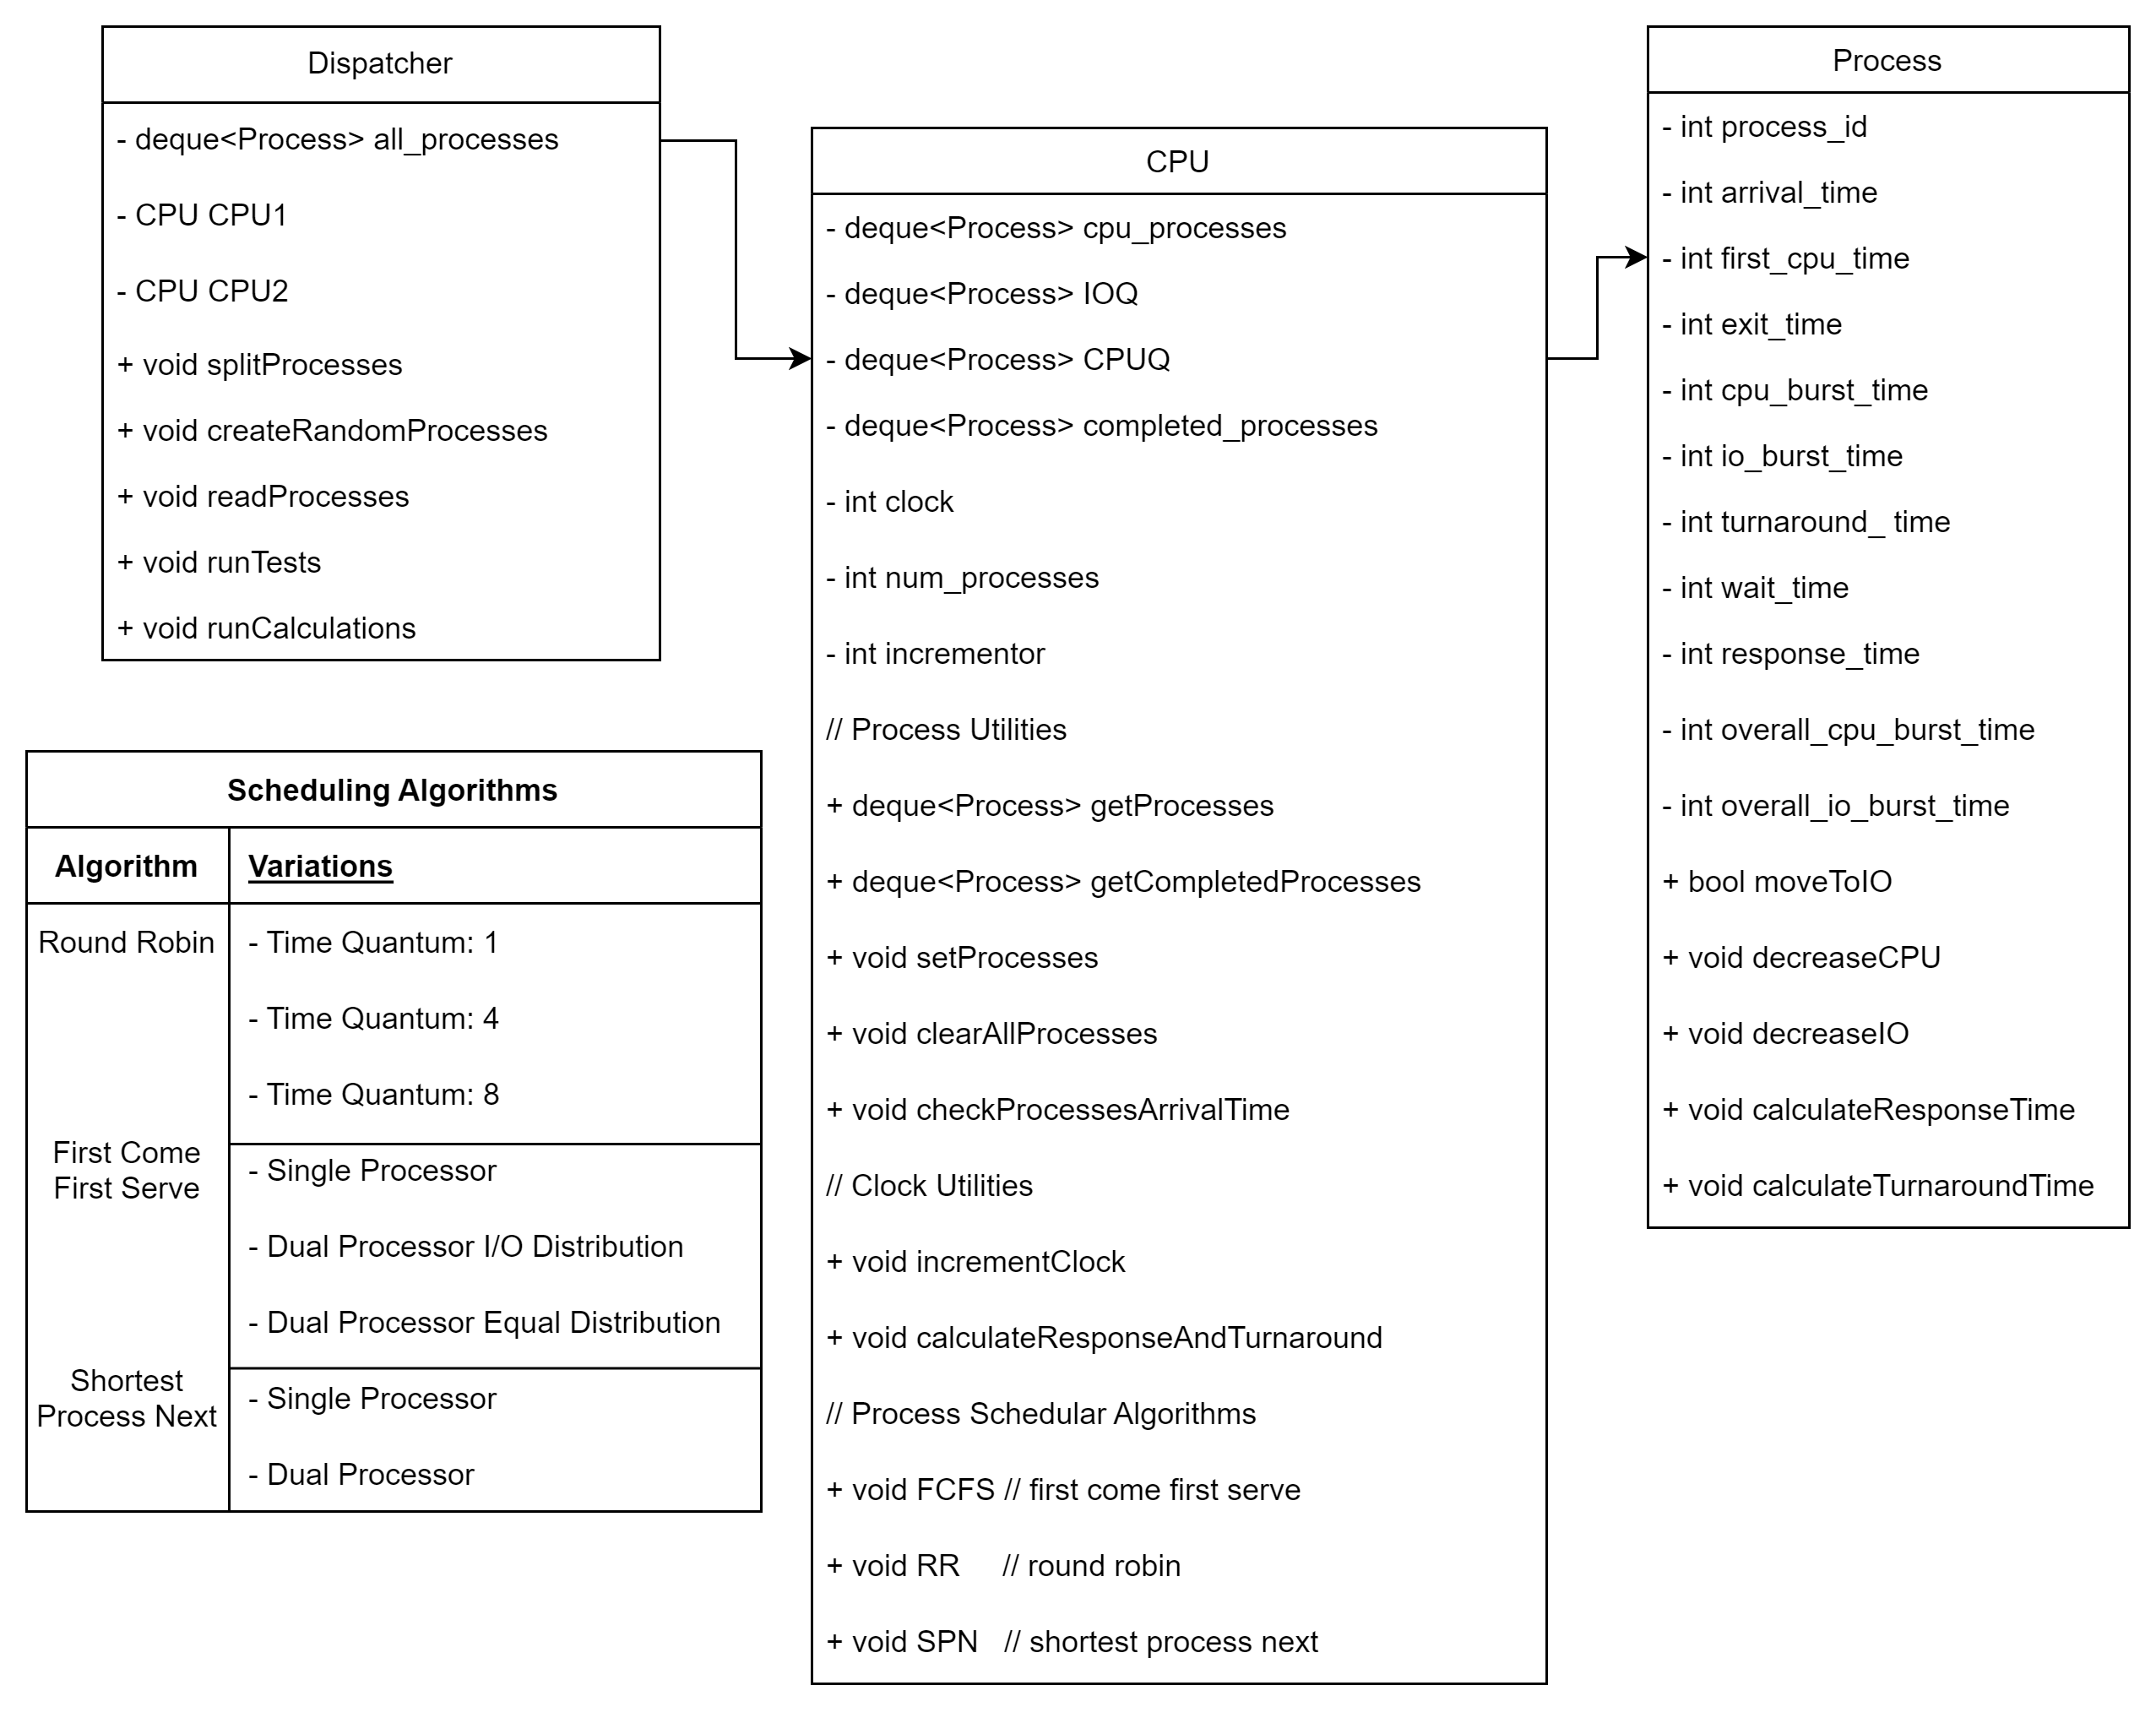 Dispatcher
- deque<Process> all_processes
- CPU CPU1
- CPU CPU2
+ void splitProcesses
+ void createRandomProcesses
+ void readProcesses
+ void runTests
+ void runCalculations
CPU
- deque<Process> cpu_processes
- deque<Process> IOQ
- deque<Process> CPUQ
- deque<Process> completed_processes
- int clock
- int num_processes
- int incrementor
// Process Utilities
+ deque<Process> getProcesses
+ deque<Process> getCompletedProcesses
+ void setProcesses
+ void clearAllProcesses
+ void checkProcessesArrivalTime
// Clock Utilities
+ void incrementClock
+ void calculateResponseAndTurnaround
// Process Schedular Algorithms
+ void FCFS // first come first serve
+ void RR // round robin
+ void SPN // shortest process next
Process
- int process_id
- int arrival_time
- int first_cpu_time
- int exit_time
- int cpu_burst_time
- int io_burst_time
- int turnaround_ time
- int wait_time
- int response_time
- int overall_cpu_burst_time
- int overall_io_burst_time
+ bool moveToIO
+ void decreaseCPU
+ void decreaseIO
+ void calculateResponseTime
+ void calculateTurnaroundTime
Scheduling Algorithms
Algorithm
Variations
Round Robin
- Time Quantum: 1
- Time Quantum: 4
- Time Quantum: 8
First Come
First Serve
- Single Processor
- Dual Processor I/O Distribution
- Dual Processor Equal Distribution
Shortest
Process Next
- Single Processor
- Dual Processor